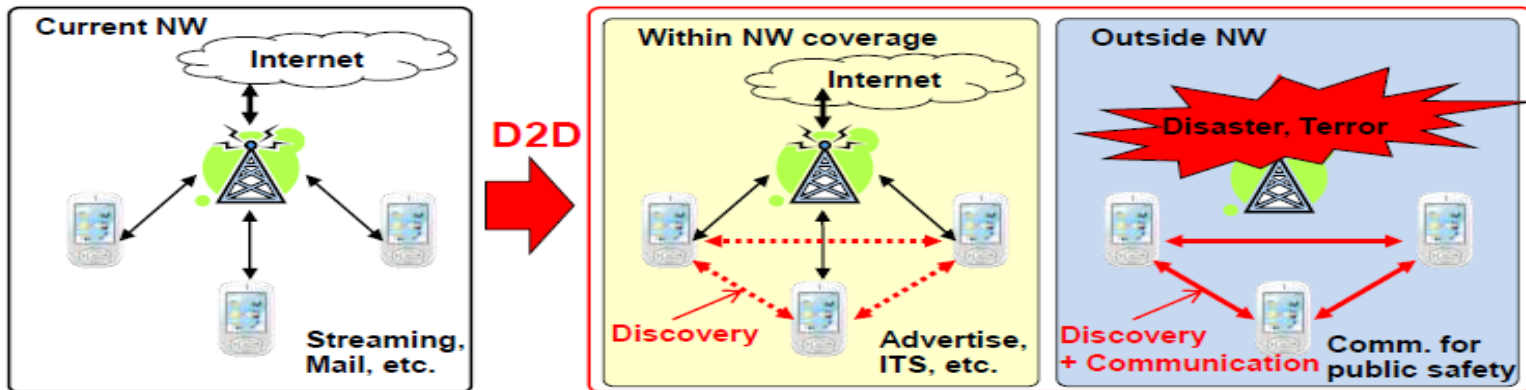 Current NW
Internet
Streaming,
Mail, etc.
D2D
Within NW coverage
Internet
Discovery
Advertise,
ITS, etc.
Outside NW
Disaster, Terror
Discovery
+ Communication
Comm. for
public safety